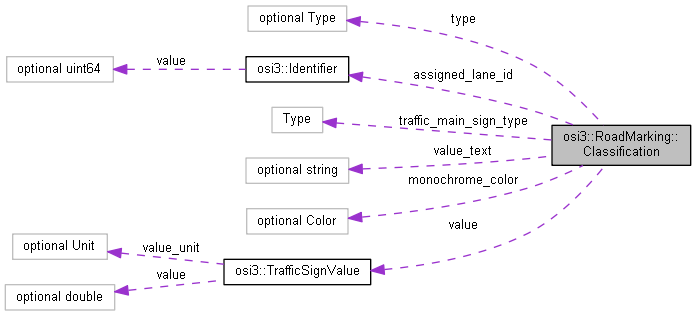 optional Type
type
optional uint64
value
osi3::Identifier
assigned_lane_id
Type
traffic_main_sign_type
osi3::RoadMarking::
Classification
value_text
optional string
monochrome_color
optional Color
value
optional Unit
value_unit
osi3::TrafficSignValue
value
optional double